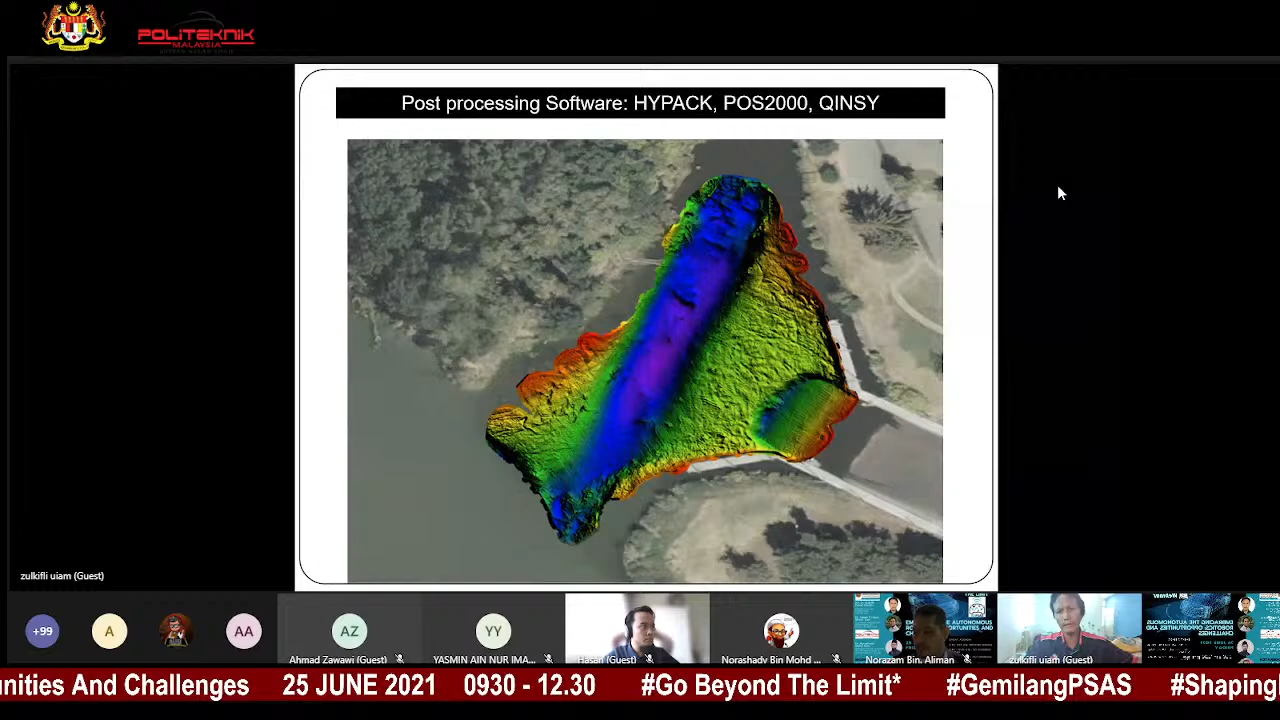 POLITEKNIK
MALAYSIA
Post processing Software: HYPACK, POS2000, QINSY
zulkifli uiam (Guest)
+99
A
AA
AZ
YY
Ahmad Zawawi (Guest)
YASMIN AIN NUR IMA...
Hasan (Guest)
Norashady Bin Mohd ...
Norazam Bin. Aliman
zulkifli uiam (Guest)
unities And Challenges 25 JUNE 2021 0930 - 12.30 #Go Beyond The Limit* #GemilangPSAS #Shaping